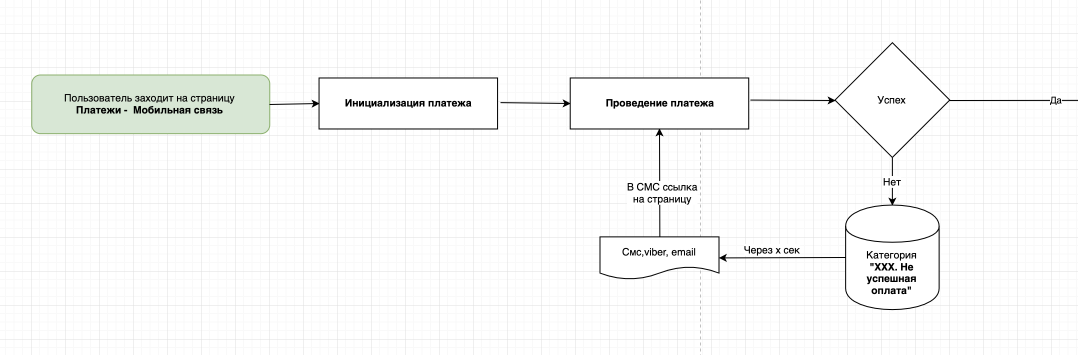 Пользователь заходит на страницу
Платежи - Мобильная связь
Инициализация платежа
Проведение платежа
Успех
Да
Нет
В СМС ссылка
на страницу
Смс,viber, email
Через x сек
Категория
"XXX. Не
успешная
оплата"